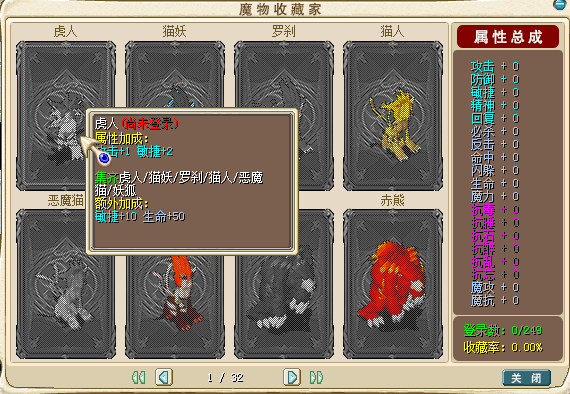 魔物收藏家
虎人 猫妖 罗刹 猫人
虎人(尚未登录)
属性加成:
攻击+1 敏捷+2
集齐虎人/猫妖/罗刹/猫人/恶魔
猫/妖狐
额外加成:
敏捷+10 生命+50
恶魔猫 赤熊
1 / 32
属性总成
攻击 + 0
防御 + 0
敏捷 + 0
精神 + 0
回复 + 0
必杀 + 0
反击 + 0
命中 + 0
闪躲 + 0
生命 + 0
魔力 + 0
抗毒 + 0
抗睡 + 0
抗石 + 0
抗醉 + 0
抗乱 + 0
抗忘 + 0
魔攻 + 0
魔抗 + 0
登录数: 0/249
收藏率: 0.00%
关 闭